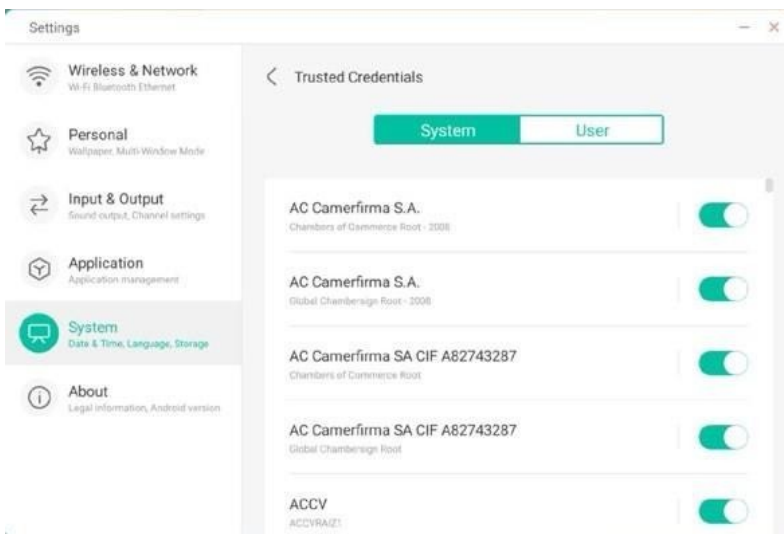 Settings
Wireless & Network
Wi-Fi Bluetooth Ethernet
Personal
Wallpaper, Multi-Window Mode
Input & Output
Sound output, Channel settings
Application
Application management
System
Date & Time, Language, Storage
About
Legal information, Android version
Trusted Credentials
System
User
AC Camerfirma S.A.
Chambers of Commerce Root - 2008
AC Camerfirma S.A.
Global Chambersign Root - 2008
AC Camerfirma SA CIF A82743287
Chambers of Commerce Root
AC Camerfirma SA CIF A82743287
Global Chambersign Root
ACCV
ACCVRAIZ1